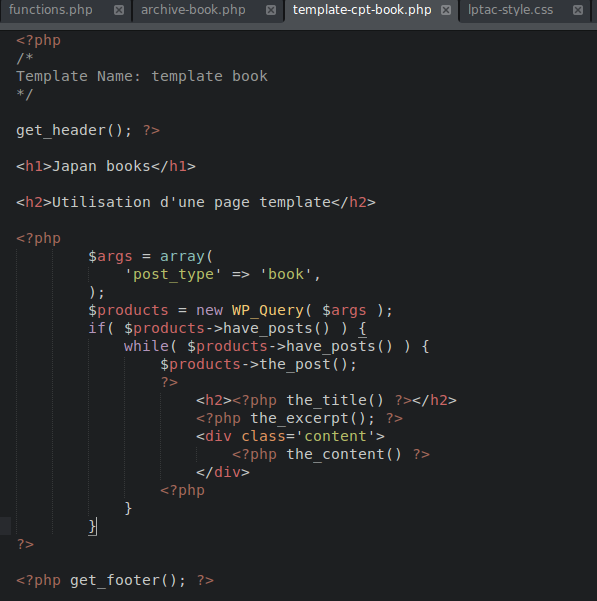 functions.php archive-book.php template-cpt-book.php lptac-style.css
<?php
/*
Template Name: template book
*/
get_header(); ?>
<h1>Japan books</h1>
<h2>Utilisation d'une page template</h2>
<?php
$args = array(
'post_type' => 'book',
);
$products = new WP_Query( $args );
if( $products->have_posts() ) {
while( $products->have_posts() ) {
$products->the_post();
?>
<h2><?php the_title() ?></h2>
<?php the_excerpt(); ?>
<div class='content'>
<?php the_content() ?>
</div>
<?php
}
}
?>
<?php get_footer(); ?>